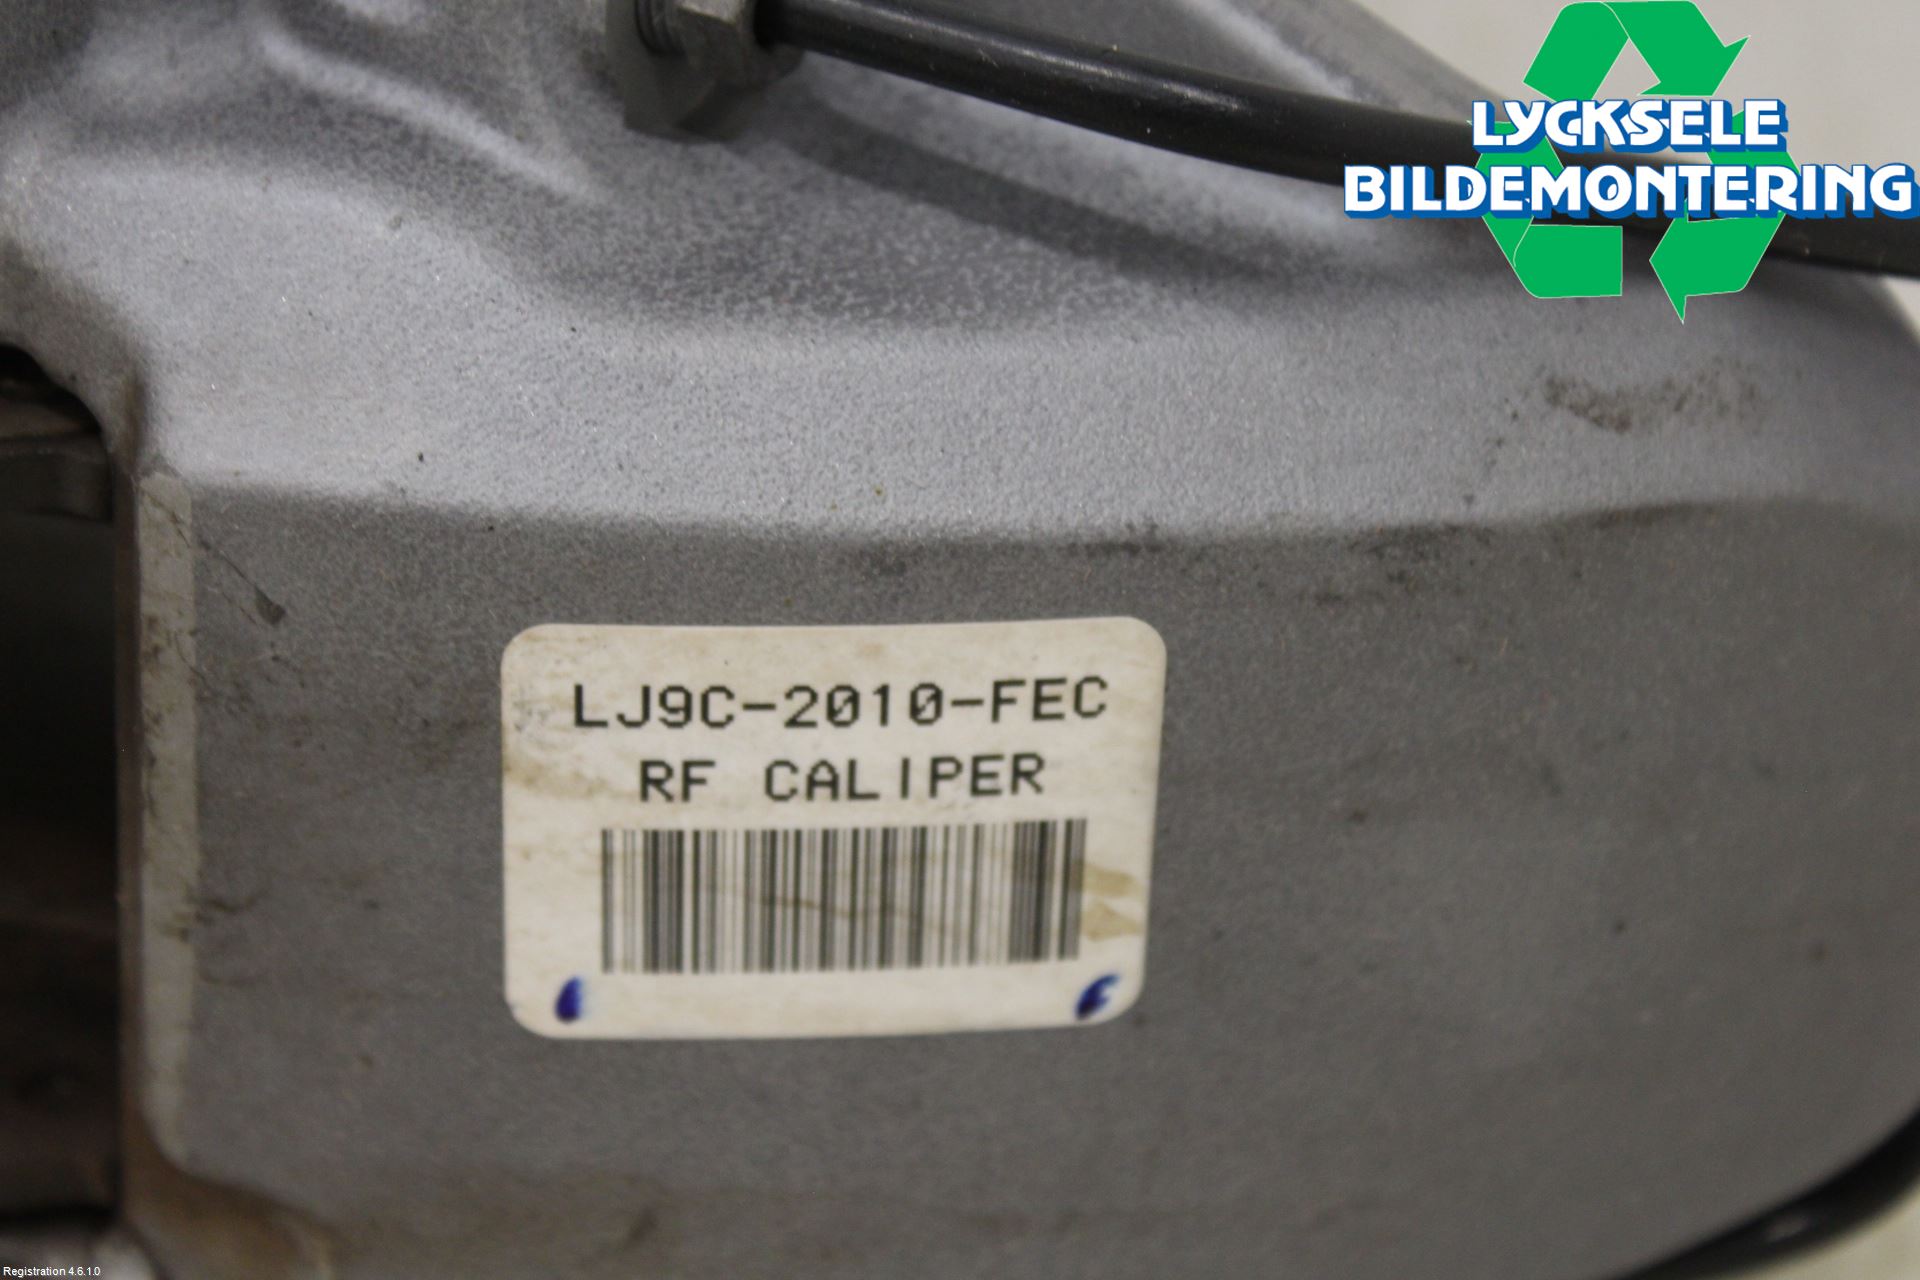 LYCKSELE
BILDEMONTERING
LJ9C-2010-FEC
RF CALIPER
Registration 4.6.1.0